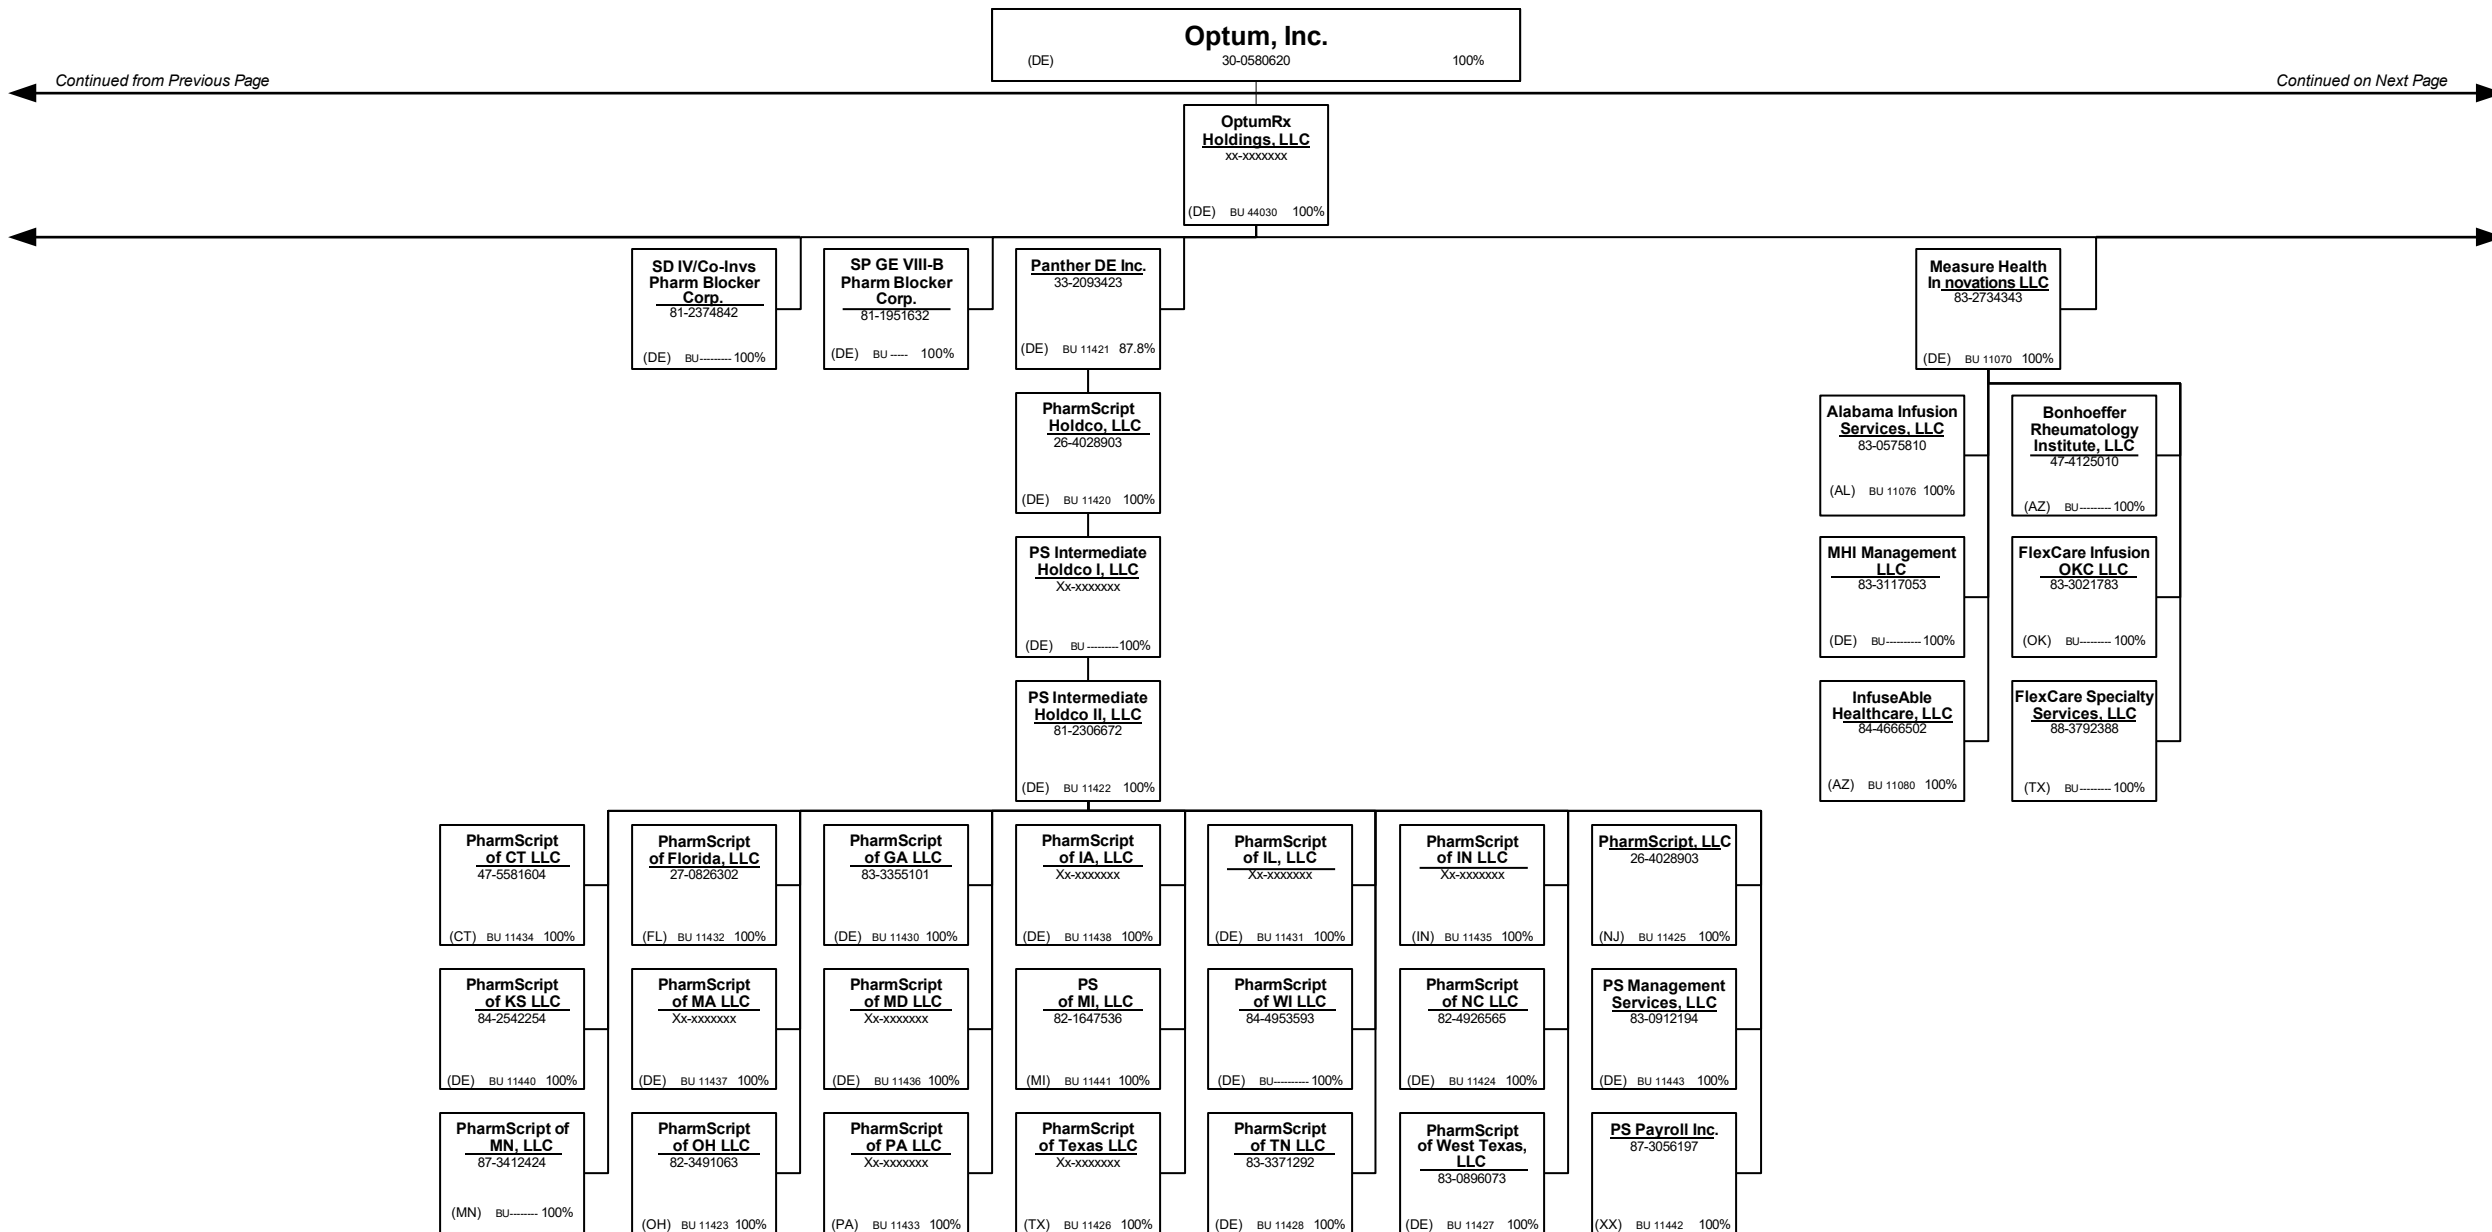 Optum, Inc.
(DE) 30-0580620 100%
Continued from Previous Page
Continued on Next Page
OptumRx
Holdings, LLC
xx-xxxxxxx
(DE) BU 44030 100%
SD IV/Co-Invs
Pharm Blocker
Corp.
81-2374842
(DE) BU--------- 100%
SP GE VIII-B
Pharm Blocker
Corp.
81-1951632
(DE) BU ----- 100%
Panther DE Inc.
33-2093423
(DE) BU 11421 87.8%
Measure Health
In novations LLC
83-2734343
(DE) BU 11070 100%
PharmScript
Holdco, LLC
26-4028903
(DE) BU 11420 100%
Alabama Infusion
Services, LLC
83-0575810
(AL) BU 11076 100%
Bonhoeffer
Rheumatology
Institute, LLC
47-4125010
(AZ) BU--------- 100%
PS Intermediate
Holdco I, LLC
Xx-xxxxxxx
(DE) BU ---------100%
MHI Management
LLC
83-3117053
(DE) BU---------- 100%
FlexCare Infusion
OKC LLC
83-3021783
(OK) BU--------- 100%
PS Intermediate
Holdco II, LLC
81-2306672
(DE) BU 11422 100%
InfuseAble
Healthcare, LLC
84-4666502
(AZ) BU 11080 100%
FlexCare Specialty
Services, LLC
88-3792388
(TX) BU--------- 100%
PharmScript
of CT LLC
47-5581604
(CT) BU 11434 100%
PharmScript
of Florida, LLC
27-0826302
(FL) BU 11432 100%
PharmScript
of GA LLC
83-3355101
(DE) BU 11430 100%
PharmScript
of IA, LLC
Xx-xxxxxxx
(DE) BU 11438 100%
PharmScript
of IL, LLC
Xx-xxxxxxx
(DE) BU 11431 100%
PharmScript
of IN LLC
Xx-xxxxxxx
(IN) BU 11435 100%
PharmScript, LLC
26-4028903
(NJ) BU 11425 100%
PharmScript
of KS LLC
84-2542254
(DE) BU 11440 100%
PharmScript
of MA LLC
Xx-xxxxxxx
(DE) BU 11437 100%
PharmScript
of MD LLC
Xx-xxxxxxx
(DE) BU 11436 100%
PS
of MI, LLC
82-1647536
(MI) BU 11441 100%
PharmScript
of WI LLC
84-4953593
(DE) BU---------- 100%
PharmScript
of NC LLC
82-4926565
(DE) BU 11424 100%
PS Management
Services, LLC
83-0912194
(DE) BU 11443 100%
PharmScript of
MN, LLC
87-3412424
(MN) BU-------- 100%
PharmScript
of OH LLC
82-3491063
(OH) BU 11423 100%
PharmScript
of PA LLC
Xx-xxxxxxx
(PA) BU 11433 100%
PharmScript
of Texas LLC
Xx-xxxxxxx
(TX) BU 11426 100%
PharmScript
of TN LLC
83-3371292
(DE) BU 11428 100%
PharmScript
of West Texas,
LLC
83-0896073
(DE) BU 11427 100%
PS Payroll Inc.
87-3056197
(XX) BU 11442 100%